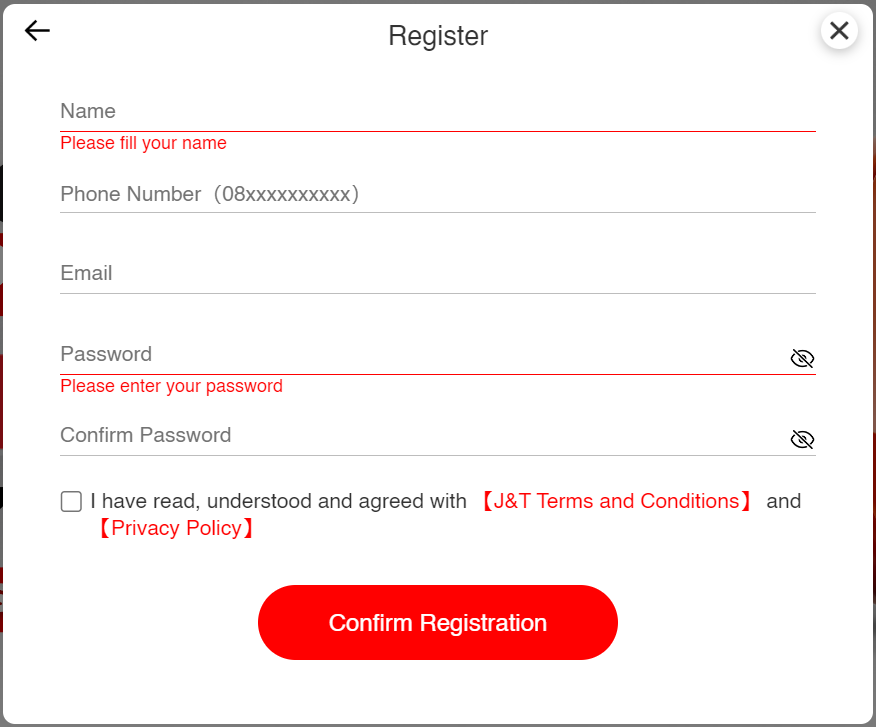 Register
Name
Please fill your name
Phone Number（08xxxxxxxxxx）
Email
Password
Please enter your password
Confirm Password
I have read, understood and agreed with 【J&T Terms and Conditions】 and
【Privacy Policy】
Confirm Registration